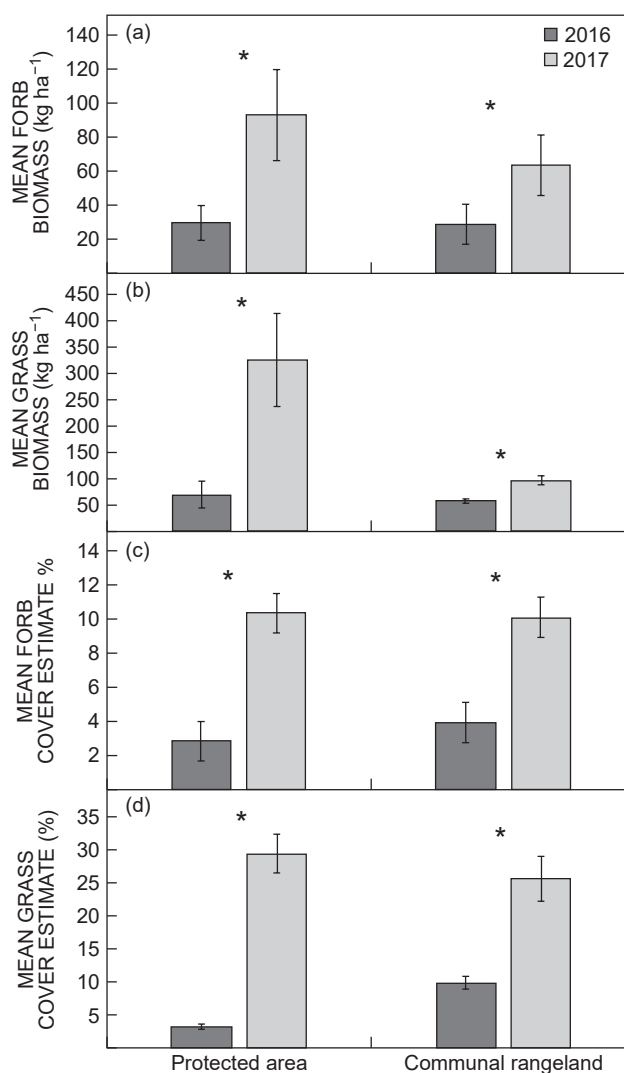 (a)
2016
2017
MEAN FORB
BIOMASS (kg ha⁻¹)
140
120
100
80
60
40
20
(b)
MEAN GRASS
BIOMASS (kg ha⁻¹)
450
400
350
300
250
200
150
100
50
(c)
MEAN FORB
COVER ESTIMATE %
14
12
10
8
6
4
2
(d)
MEAN GRASS
COVER ESTIMATE (%)
35
30
25
20
15
10
5
* *
* *
* *
* *
Protected area Communal rangeland